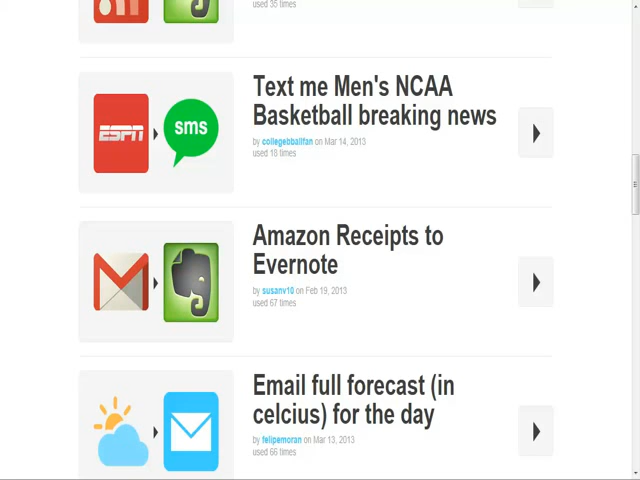 used 35 times
Text me Men's NCAA
Basketball breaking news
ESPN
sms
by collegebballfan on Mar 14, 2013
used 18 times
Amazon Receipts to
Evernote
by susanv10 on Feb 19, 2013
used 67 times
Email full forecast (in
celcius) for the day
by felipemoran on Mar 13, 2013
used 66 times